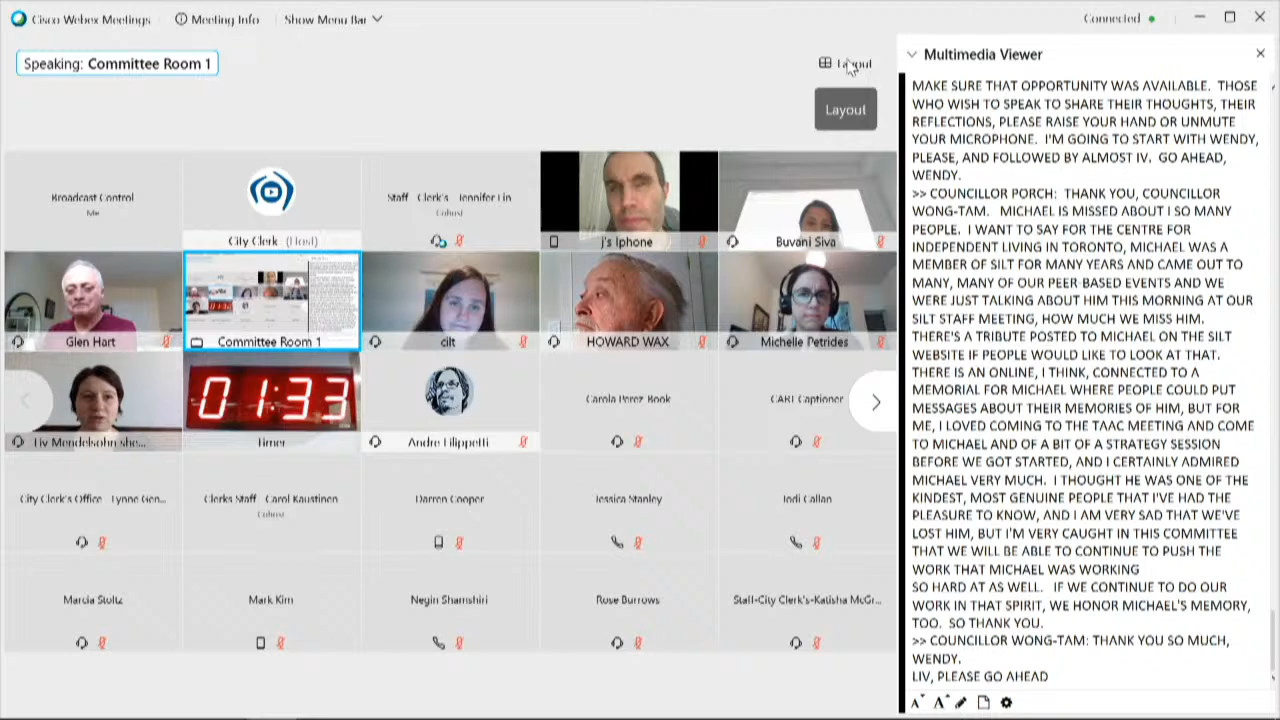 Cisco Webex Meetings
Meeting Info
Show Menu Bar
Connected
Speaking: Committee Room 1
Layout
Layout
Multimedia Viewer
Broadcast Control
Me
City Clerk (Host)
Staff Clerk's Jennifer Lin
Cohost
j's Iphone
Buvani Siva
Glen Hart
Committee Room 1
cilt
HOWARD WAX
Michelle Petrides
Liv Mendelsohn she...
01:33
Timer
Andre Filippetti
Carola Perez Book
CART Captioner
City Clerk's Office Lynne Gen...
Clerks Staff Carol Kaustinen
Cohost
Darren Cooper
Jessica Stanley
Jodi Callan
Marcia Stoltz
Mark Kim
Negin Shamshiri
Rose Burrows
Staff-City Clerk's-Katisha McGr...
MAKE SURE THAT OPPORTUNITY WAS AVAILABLE. THOSE
WHO WISH TO SPEAK TO SHARE THEIR THOUGHTS, THEIR
REFLECTIONS, PLEASE RAISE YOUR HAND OR UNMUTE
YOUR MICROPHONE. I'M GOING TO START WITH WENDY,
PLEASE, AND FOLLOWED BY ALMOST IV. GO AHEAD,
WENDY.
>> COUNCILLOR PORCH: THANK YOU, COUNCILLOR
WONG-TAM. MICHAEL IS MISSED ABOUT I SO MANY
PEOPLE. I WANT TO SAY FOR THE CENTRE FOR
INDEPENDENT LIVING IN TORONTO, MICHAEL WAS A
MEMBER OF SILT FOR MANY YEARS AND CAME OUT TO
MANY, MANY OF OUR PEER-BASED EVENTS AND WE
WERE JUST TALKING ABOUT HIM THIS MORNING AT OUR
SILT STAFF MEETING, HOW MUCH WE MISS HIM.
THERE'S A TRIBUTE POSTED TO MICHAEL ON THE SILT
WEBSITE IF PEOPLE WOULD LIKE TO LOOK AT THAT.
THERE IS AN ONLINE, I THINK, CONNECTED TO A
MEMORIAL FOR MICHAEL WHERE PEOPLE COULD PUT
MESSAGES ABOUT THEIR MEMORIES OF HIM, BUT FOR
ME, I LOVED COMING TO THE TAAC MEETING AND COME
TO MICHAEL AND OF A BIT OF A STRATEGY SESSION
BEFORE WE GOT STARTED, AND I CERTAINLY ADMIRED
MICHAEL VERY MUCH. I THOUGHT HE WAS ONE OF THE
KINDEST, MOST GENUINE PEOPLE THAT I'VE HAD THE
PLEASURE TO KNOW, AND I AM VERY SAD THAT WE'VE
LOST HIM, BUT I'M VERY CAUGHT IN THIS COMMITTEE
THAT WE WILL BE ABLE TO CONTINUE TO PUSH THE
WORK THAT MICHAEL WAS WORKING
SO HARD AT AS WELL. IF WE CONTINUE TO DO OUR
WORK IN THAT SPIRIT, WE HONOR MICHAEL'S MEMORY,
TOO. SO THANK YOU.
>> COUNCILLOR WONG-TAM: THANK YOU SO MUCH,
WENDY.
LIV, PLEASE GO AHEAD